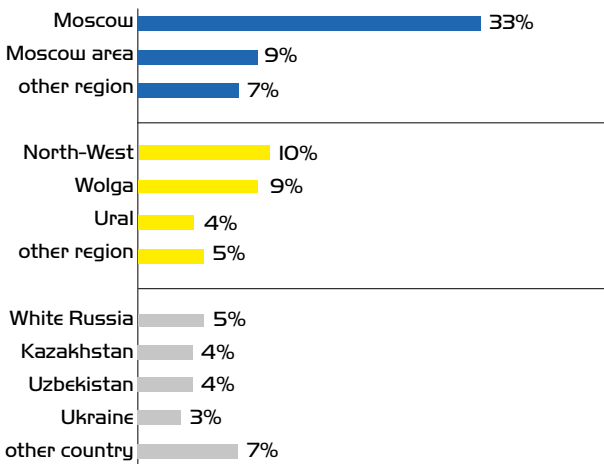 Moscow 33%
Moscow area 9%
other region 7%
North-West 10%
Wolga 9%
Ural 4%
other region 5%
White Russia 5%
Kazakhstan 4%
Uzbekistan 4%
Ukraine 3%
other country 7%